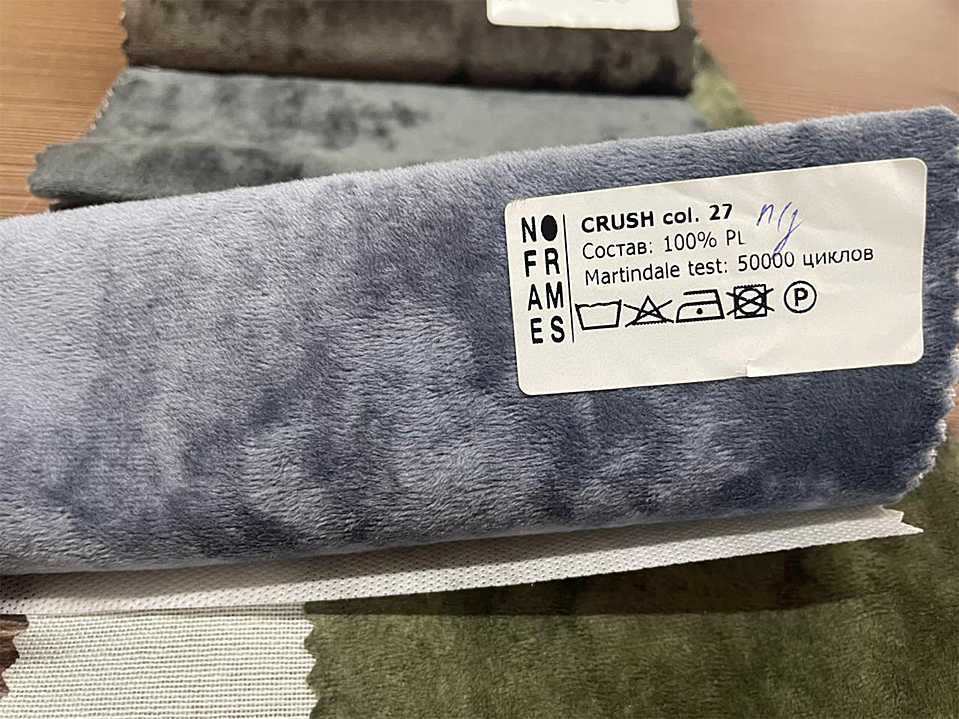 NO
FR
AM
ES
CRUSH col. 27
Состав: 100% PL
Martindale test: 50000 циклов
P